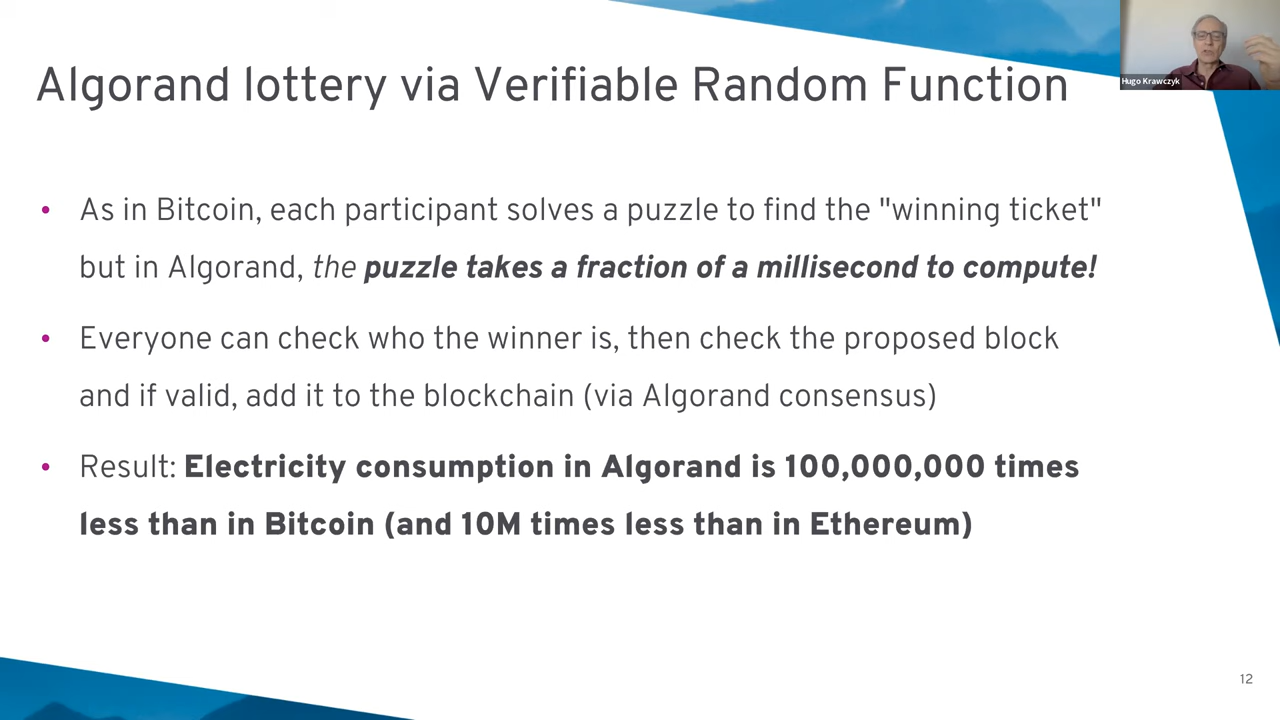 Hugo Krawczyk
Algorand lottery via Verifiable Random Function
• As in Bitcoin, each participant solves a puzzle to find the "winning ticket"
but in Algorand, the puzzle takes a fraction of a millisecond to compute!
• Everyone can check who the winner is, then check the proposed block
and if valid, add it to the blockchain (via Algorand consensus)
• Result: Electricity consumption in Algorand is 100,000,000 times
less than in Bitcoin (and 10M times less than in Ethereum)
12